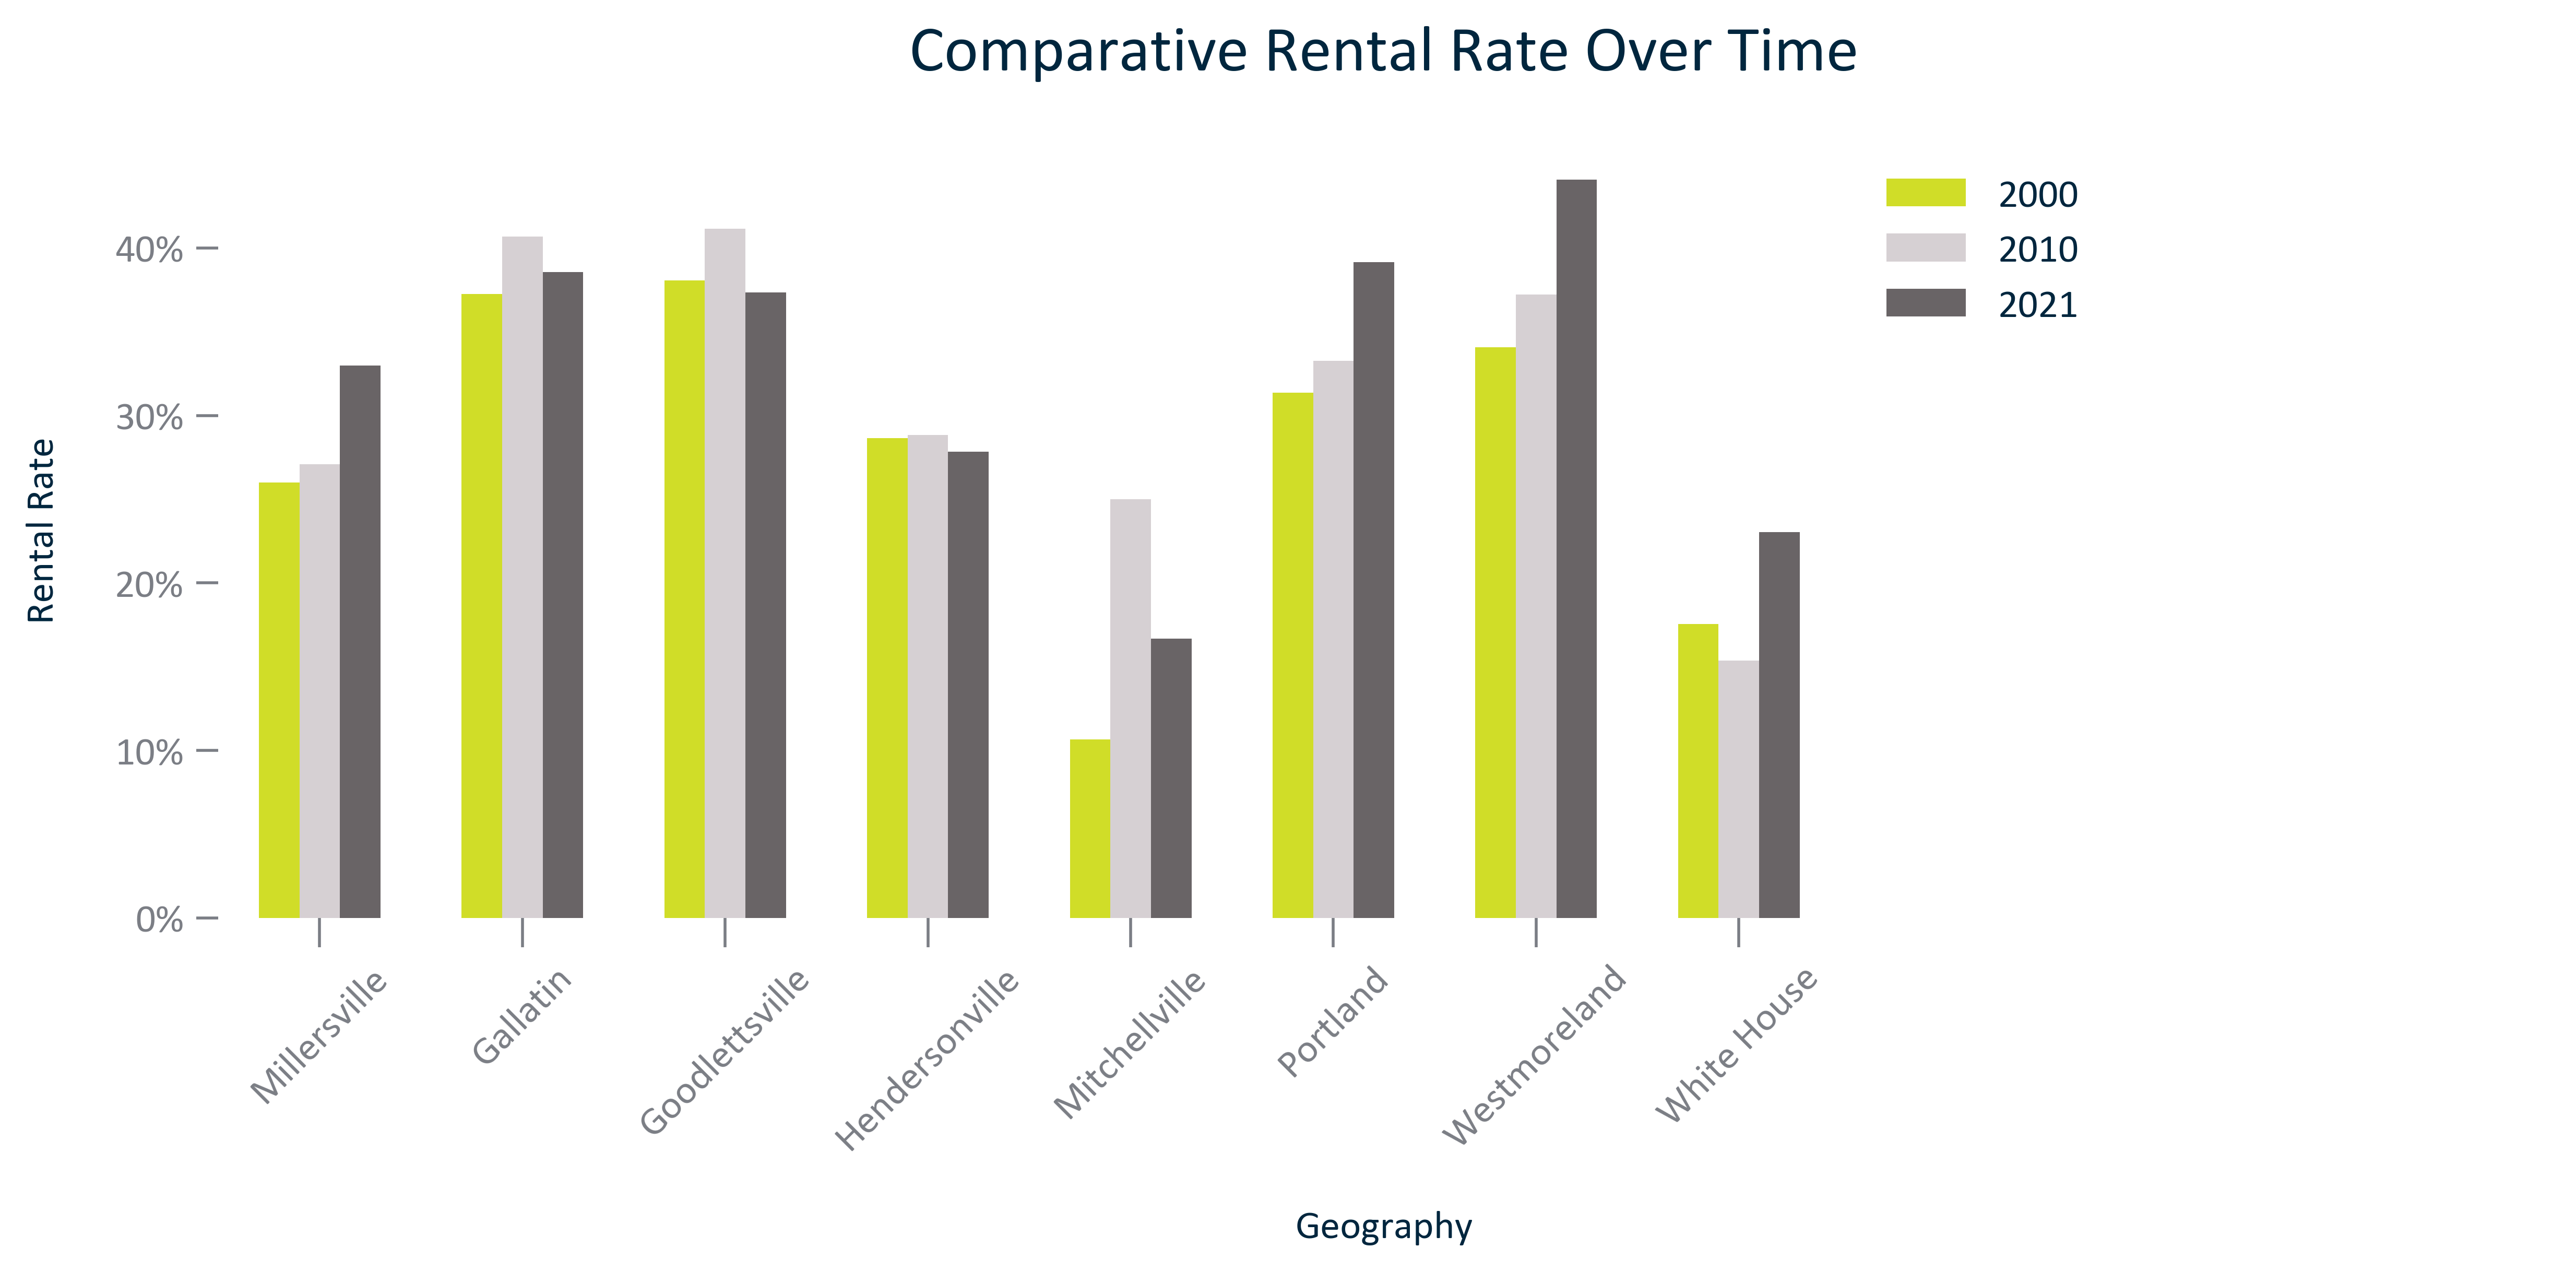 Comparative Rental Rate Over Time
2000
2010
2021
Rental Rate
40%
30%
20%
10%
0%
Millersville
Gallatin
Goodlettsville
Hendersonville
Mitchellville
Portland
Westmoreland
White House
Geography